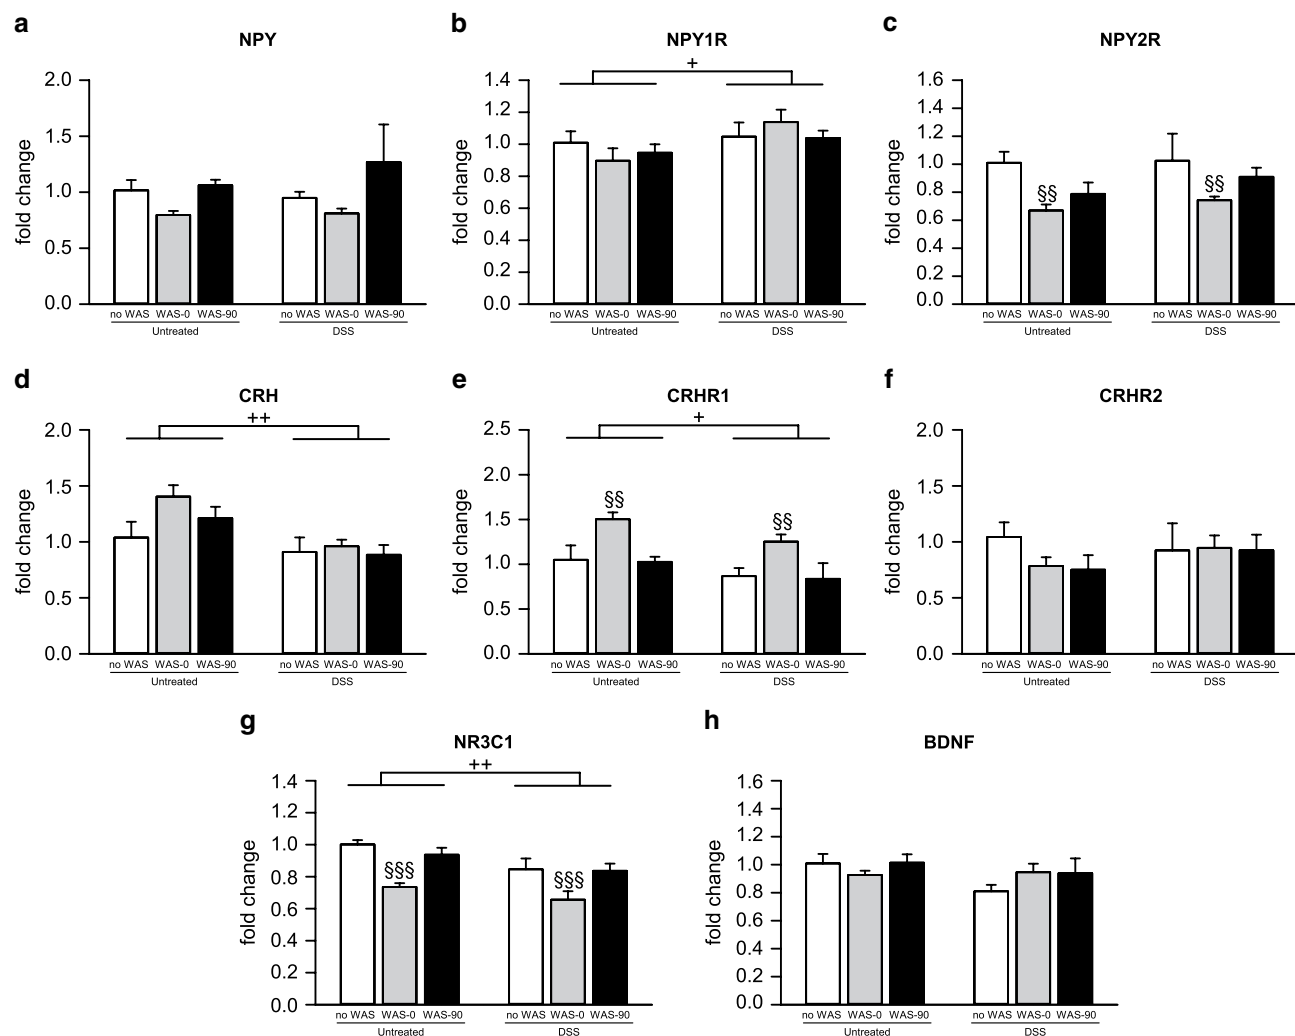 a
NPY
fold change
2.0
1.5
1.0
0.5
0.0
no WAS WAS-0 WAS-90 no WAS WAS-0 WAS-90
Untreated DSS
b
NPY1R
+
fold change
1.4
1.2
1.0
0.8
0.6
0.4
0.2
0.0
no WAS WAS-0 WAS-90 no WAS WAS-0 WAS-90
Untreated DSS
c
NPY2R
fold change
1.6
1.4
1.2
1.0
0.8
0.6
0.4
0.2
0.0
§§ §§
no WAS WAS-0 WAS-90 no WAS WAS-0 WAS-90
Untreated DSS
d
CRH
++
fold change
2.0
1.5
1.0
0.5
0.0
no WAS WAS-0 WAS-90 no WAS WAS-0 WAS-90
Untreated DSS
e
CRHR1
+
fold change
2.5
2.0
1.5
1.0
0.5
0.0
§§ §§
no WAS WAS-0 WAS-90 no WAS WAS-0 WAS-90
Untreated DSS
f
CRHR2
fold change
2.0
1.5
1.0
0.5
0.0
no WAS WAS-0 WAS-90 no WAS WAS-0 WAS-90
Untreated DSS
g
NR3C1
++
fold change
1.4
1.2
1.0
0.8
0.6
0.4
0.2
0.0
§§§ §§§
no WAS WAS-0 WAS-90 no WAS WAS-0 WAS-90
Untreated DSS
h
BDNF
fold change
1.6
1.4
1.2
1.0
0.8
0.6
0.4
0.2
0.0
no WAS WAS-0 WAS-90 no WAS WAS-0 WAS-90
Untreated DSS